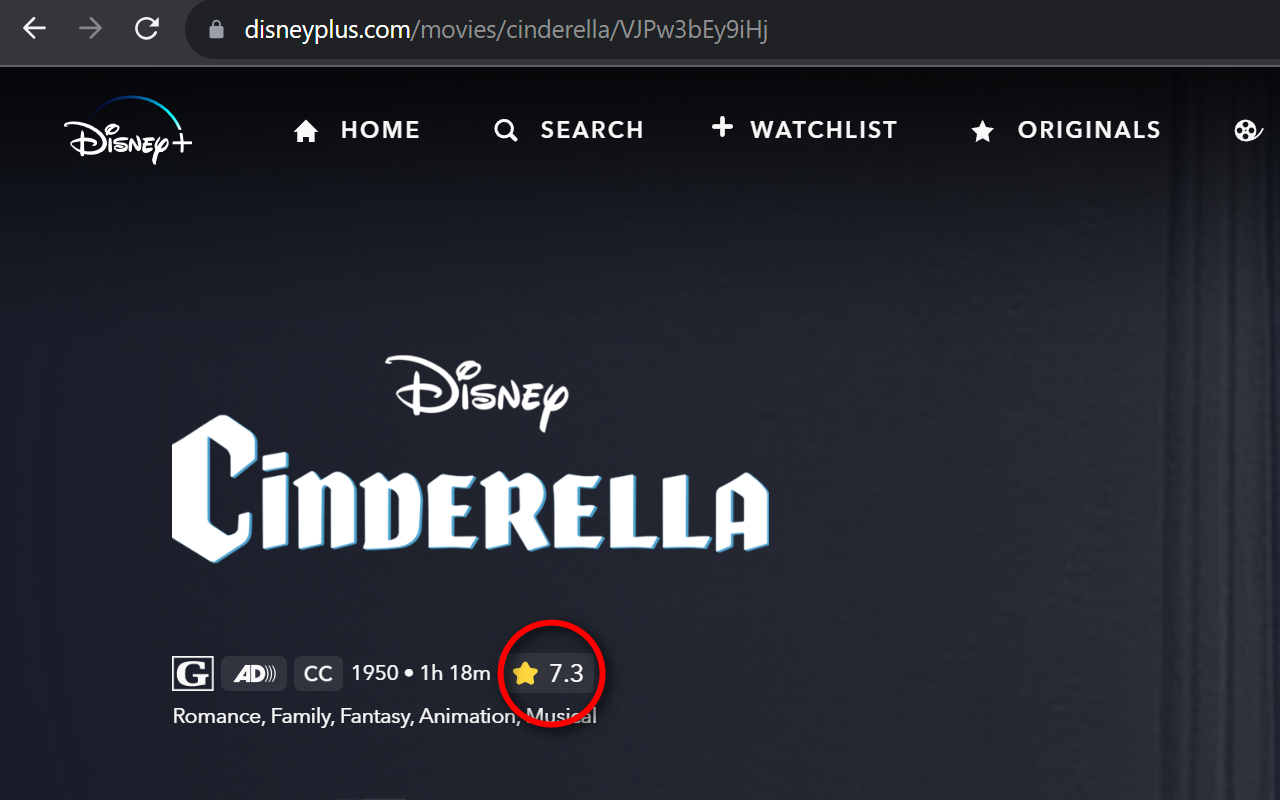 disneyplus.com/movies/cinderella/VJPw3bEy9iHj
Disney+ HOME SEARCH WATCHLIST ORIGINALS
Disney
Cinderella
G AD CC 1950 • 1h 18m 7.3
Romance, Family, Fantasy, Animation, Musical